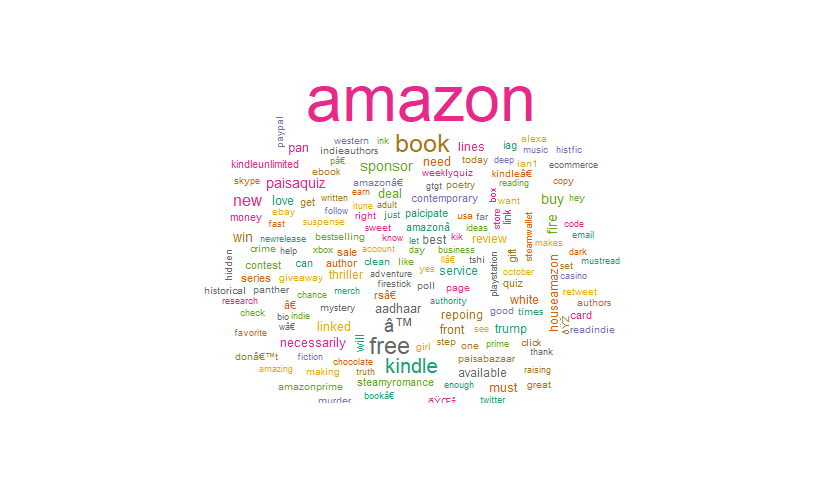 amazon
paypal
western ink book lines iag alexa music histfic
pan indieauthors
kindleunlimited pâ€ sponsor need today deep ian1 ecommerce
ebook weeklyquiz kindleâ€
skype paisaquiz amazonâ€ gtgt poetry reading copy
new love get written earn deal contemporary box want buy hey
itune adult
money ebay follow right just paicipate usa far store link steamwallet fire code
fast suspense sweet amazonâ ideas email
win newrelease bestselling know let best kik review makes
crime help xbox sale account day business gift dark
hidden contest can author clean like llâ€ tshi playstation houseamazon set mustread
series giveaway thriller adventure yes service october casino
panther firestick poll page quiz retweet
historical chance merch rsâ€ authority white authors
research â€ mystery aadhaar good times card
check bio indie repoing
wâ€ linked â™ front see trump readindie
favorite will step prime click
necessarily free girl one thank
donâ€™t fiction chocolate paisabazaar
amazing making truth kindle available raising
amazonprime steamyromance enough must great
murder bookâ€ twitter